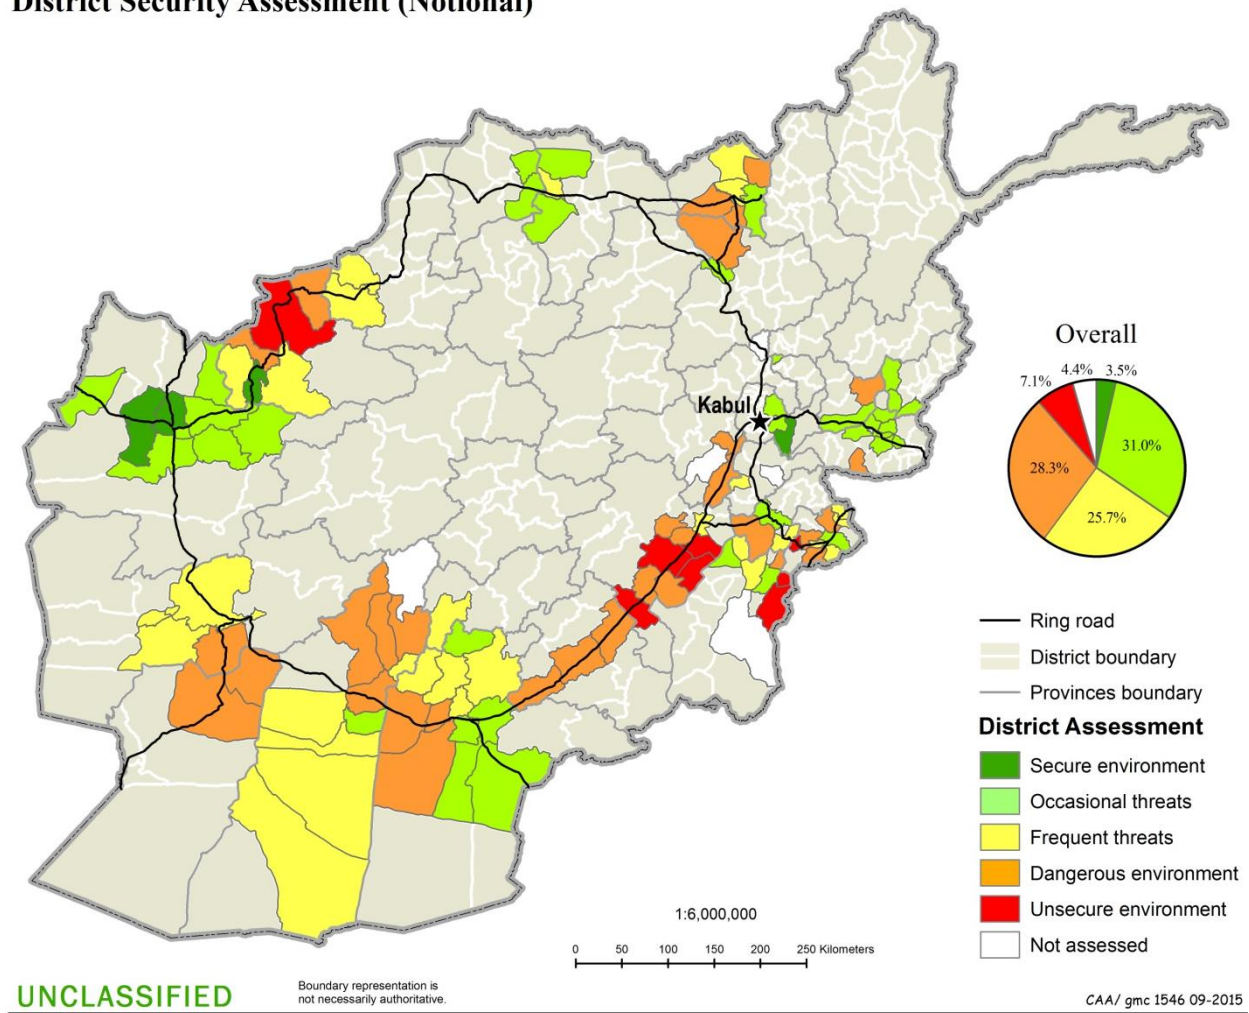 District Security Assessment (Notional)
Kabul
Overall
7.1%
4.4%
3.5%
31.0%
28.3%
25.7%
Ring road
District boundary
Provinces boundary
District Assessment
Secure environment
Occasional threats
Frequent threats
Dangerous environment
Unsecure environment
Not assessed
1:6,000,000
0 50 100 150 200 250 Kilometers
UNCLASSIFIED
Boundary representation is
not necessarily authoritative.
CAA/ gmc 1546 09-2015